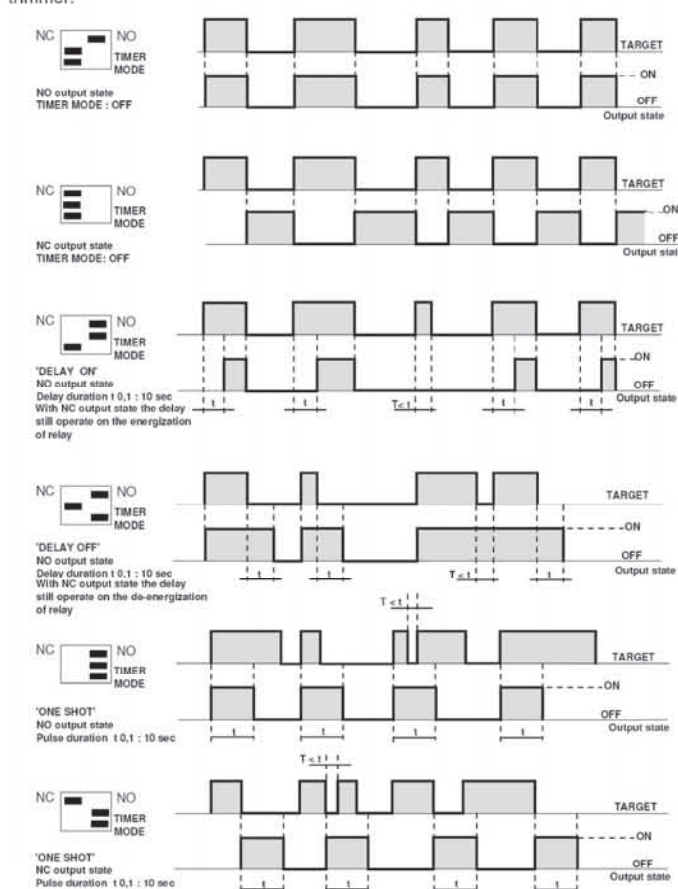 trimmer.
NC NO
TIMER
MODE
NO output state
TIMER MODE : OFF
TARGET
ON
OFF
Output state
NC NO
TIMER
MODE
NC output state
TIMER MODE: OFF
TARGET
ON
OFF
Output stat
NC NO
TIMER
MODE
'DELAY ON'
NO output state
Delay duration t 0,1 : 10 sec
With NC output state the delay
still operate on the energization
of relay
TARGET
ON
OFF
Output state
t t T< t t t
NC NO
TIMER
MODE
'DELAY OFF'
NO output state
Delay duration t 0,1 : 10 sec
With NC output state the delay
still operate on the de-energization
of relay
TARGET
ON
OFF
Output state
t t T< t t
NC NO
TIMER
MODE
'ONE SHOT'
NO output state
Pulse duration t 0,1 : 10 sec
T < t
TARGET
ON
OFF
Output state
t t t t
NC NO
TIMER
MODE
'ONE SHOT'
NC output state
Pulse duration t 0,1 : 10 sec
T < t
TARGET
ON
OFF
Output state
t t t t